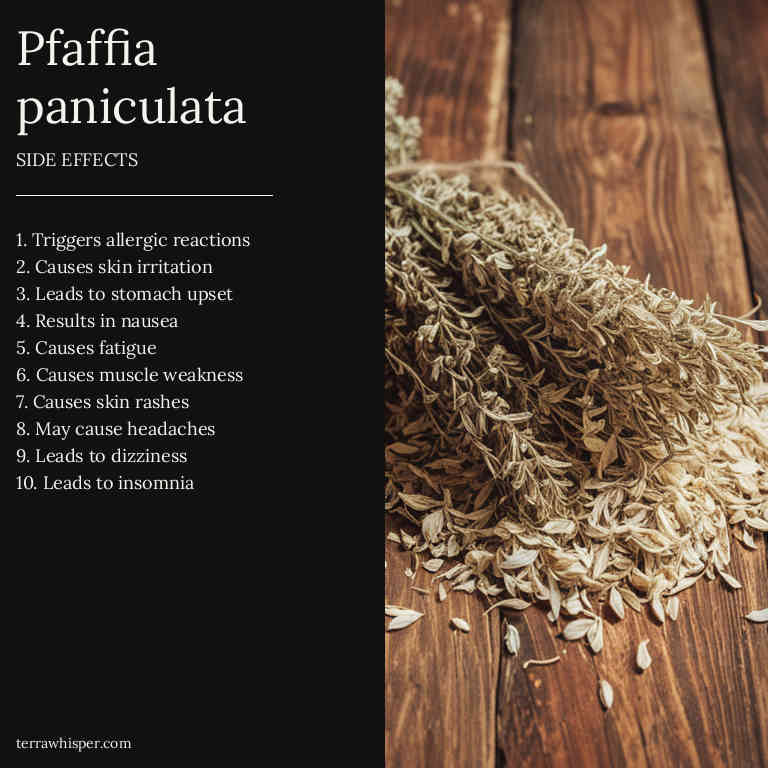 Pfaffia
paniculata
SIDE EFFECTS
1. Triggers allergic reactions
2. Causes skin irritation
3. Leads to stomach upset
4. Results in nausea
5. Causes fatigue
6. Causes muscle weakness
7. Causes skin rashes
8. May cause headaches
9. Leads to dizziness
10. Leads to insomnia
terrawhisper.com